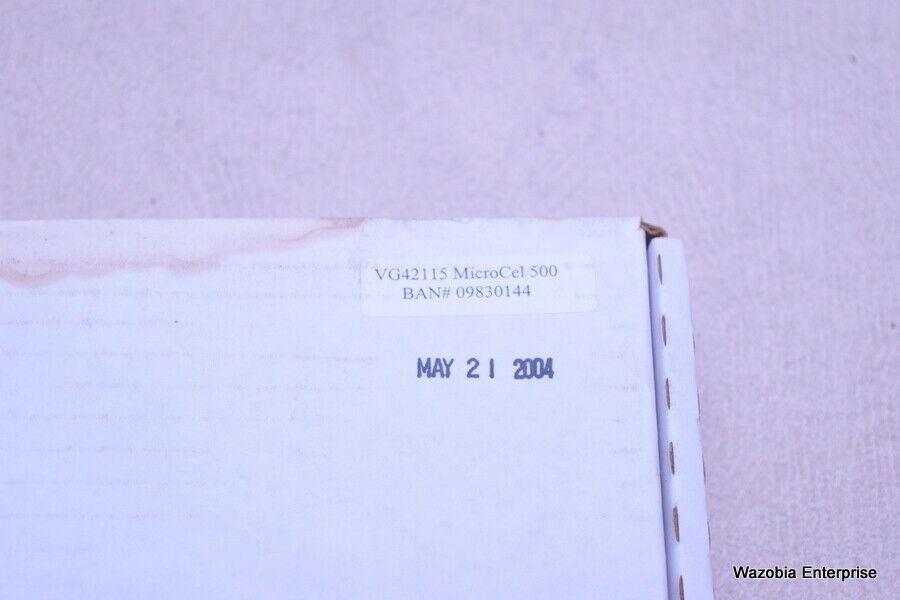 VG42115 MicroCel 500
BAN# 09830144
MAY 21 2004
Wazobia Enterprise